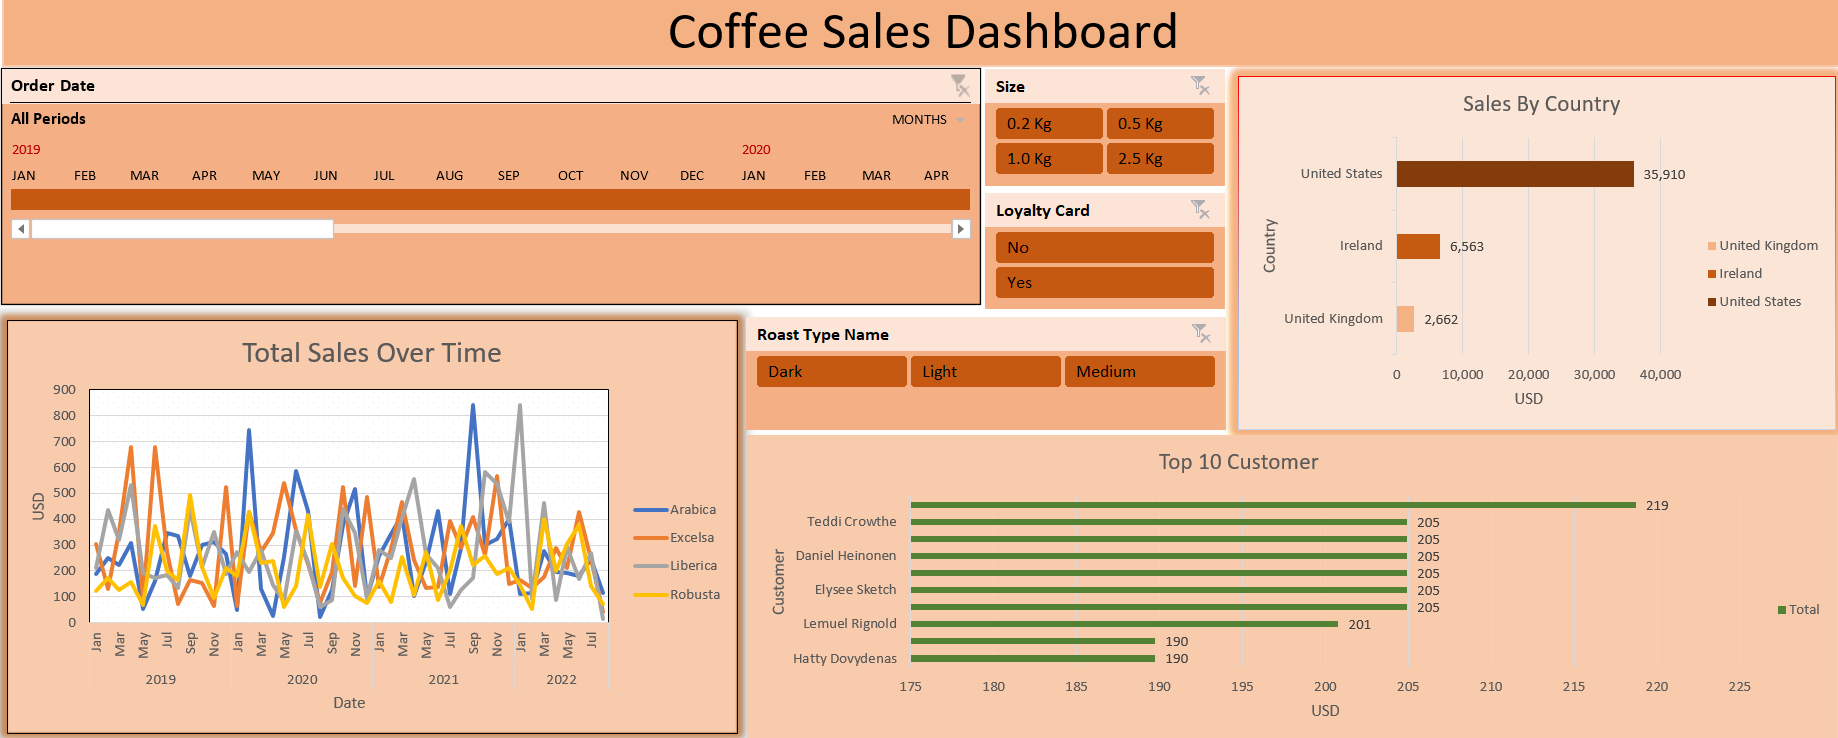 Coffee Sales Dashboard
Order Date
All Periods
MONTHS
2019 2020
JAN FEB MAR APR MAY JUN JUL AUG SEP OCT NOV DEC JAN FEB MAR APR
Size
0.2 Kg 0.5 Kg
1.0 Kg 2.5 Kg
Loyalty Card
No
Yes
Sales By Country
Country
United States 35,910
Ireland 6,563
United Kingdom 2,662
0 10,000 20,000 30,000 40,000
USD
United Kingdom
Ireland
United States
Total Sales Over Time
USD
900
800
700
600
500
400
300
200
100
0
Jan Mar May Jul Sep Nov Jan Mar May Jul Sep Nov Jan Mar May Jul Sep Nov Jan Mar May Jul
2019 2020 2021 2022
Date
Arabica
Excelsa
Liberica
Robusta
Roast Type Name
Dark Light Medium
Top 10 Customer
Customer
219
Teddi Crowthe 205
205
Daniel Heinonen 205
205
Elysee Sketch 205
205
Lemuel Rignold 201
190
Hatty Dovydenas 190
175 180 185 190 195 200 205 210 215 220 225
USD
Total